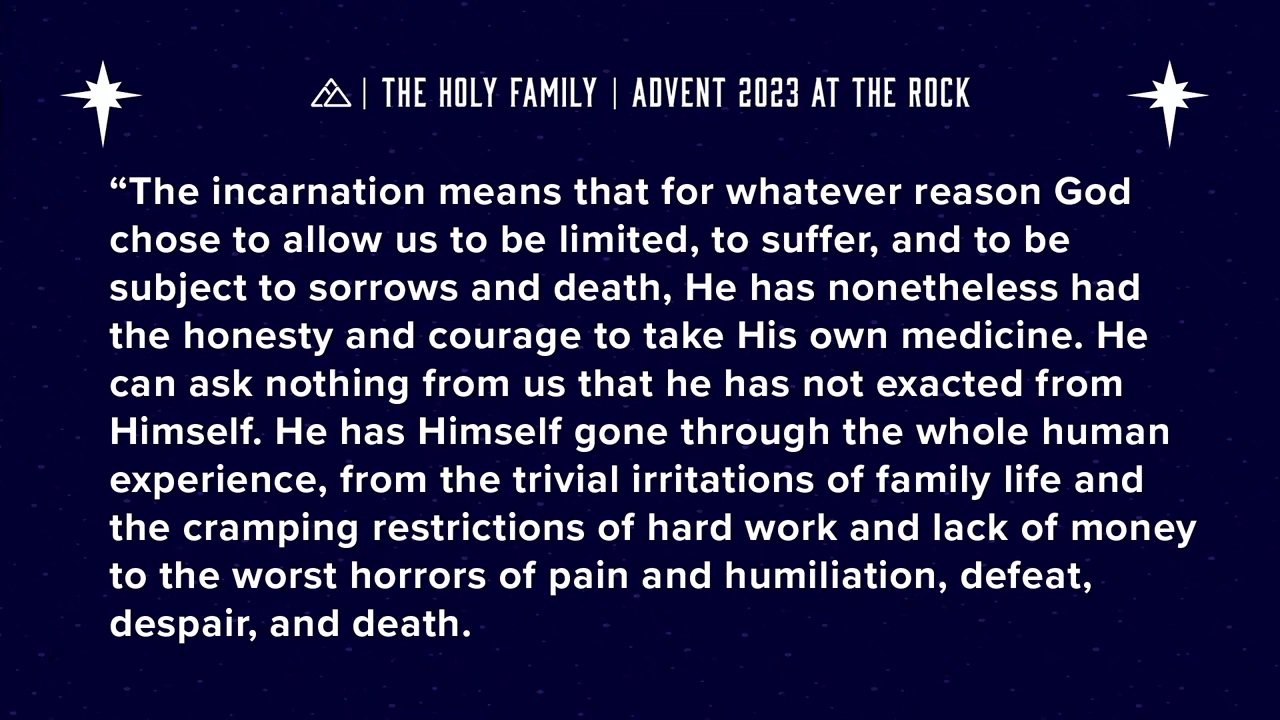 | THE HOLY FAMILY | ADVENT 2023 AT THE ROCK
“The incarnation means that for whatever reason God
chose to allow us to be limited, to suffer, and to be
subject to sorrows and death, He has nonetheless had
the honesty and courage to take His own medicine. He
can ask nothing from us that he has not exacted from
Himself. He has Himself gone through the whole human
experience, from the trivial irritations of family life and
the cramping restrictions of hard work and lack of money
to the worst horrors of pain and humiliation, defeat,
despair, and death.